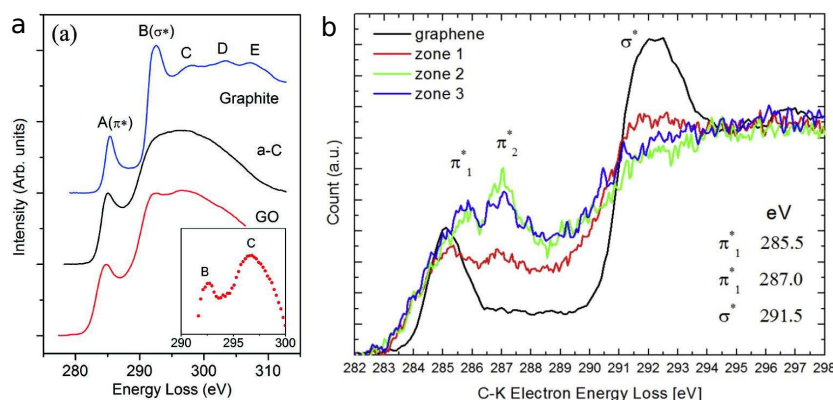 a
(a)
B(σ*)
C
D
E
A(π*)
Graphite
a-C
GO
B
C
290
295
300
280
290
300
310
Intensity (Arb. units)
Energy Loss (eV)
b
graphene
zone 1
zone 2
zone 3
σ*
π*1
π*2
eV
π*1 285.5
π*1 287.0
σ* 291.5
Count (a.u.)
282 283 284 285 286 287 288 289 290 291 292 293 294 295 296 297 298
C-K Electron Energy Loss [eV]